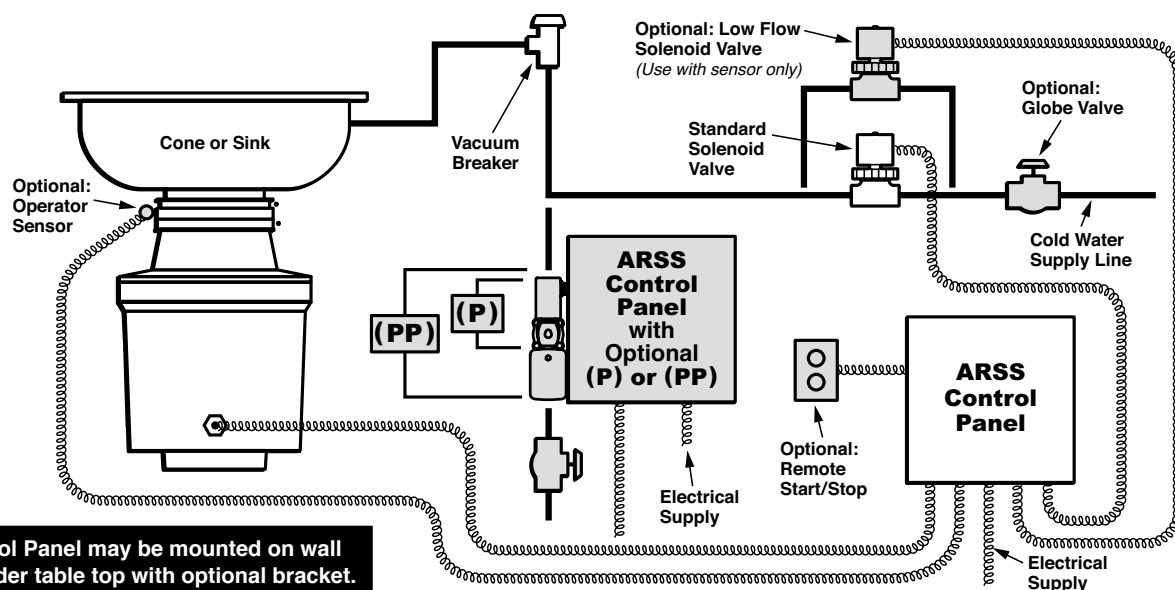 Optional: Low Flow
Solenoid Valve
(Use with sensor only)
Optional:
Globe Valve
Cone or Sink
Vacuum
Breaker
Standard
Solenoid
Valve
Optional:
Operator
Sensor
Cold Water
Supply Line
ARSS
Control
Panel
with
Optional
(P) or (PP)
(P)
(PP)
ARSS
Control
Panel
Optional:
Remote
Start/Stop
Electrical
Supply
Electrical
Supply
Panel may be mounted on wall
table top with optional bracket.